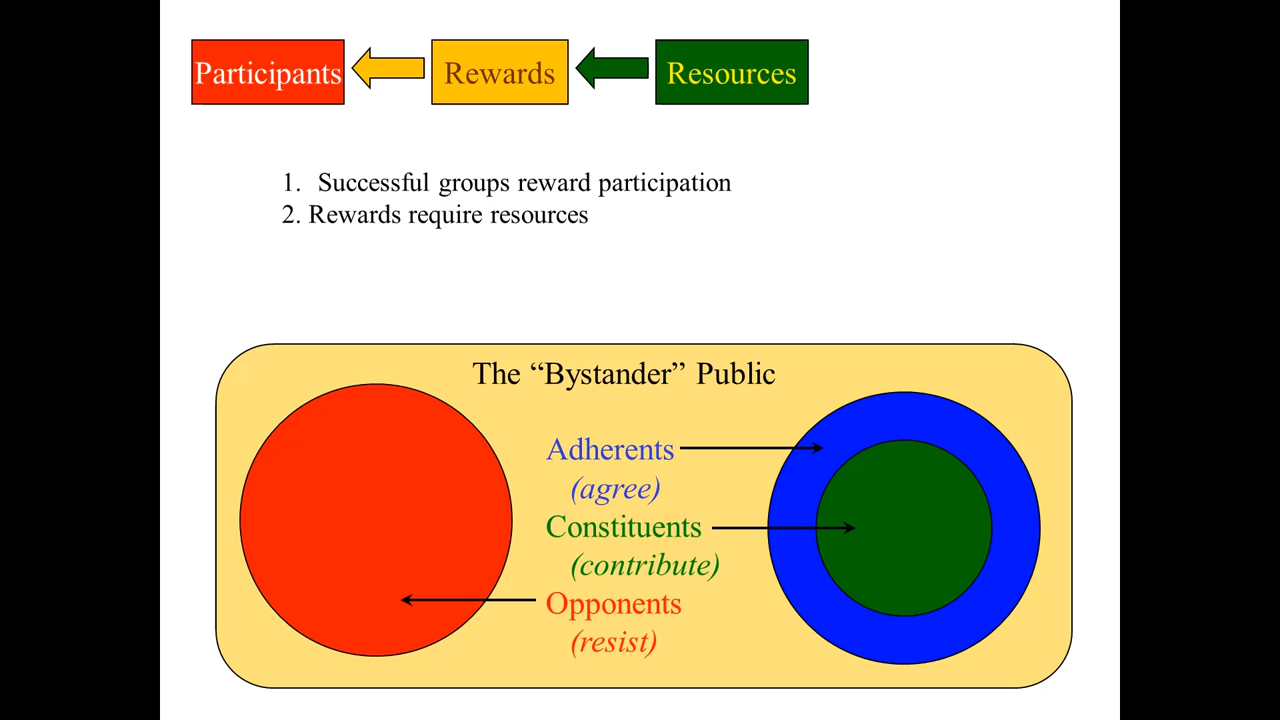 Participants
Rewards
Resources
1. Successful groups reward participation
2. Rewards require resources
The “Bystander” Public
Adherents
(agree)
Constituents
(contribute)
Opponents
(resist)